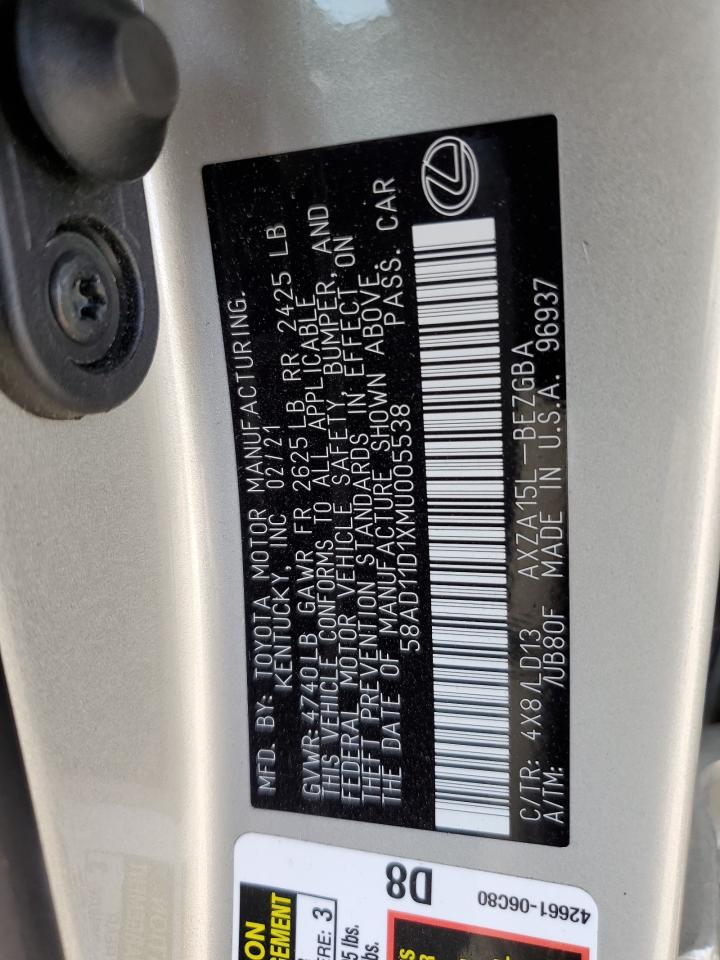 MFD. BY: TOYOTA MOTOR MANUFACTURING.
KENTUCKY, INC 02/21
GVWR:4740LB GAWR FR 2625 LB RR 2425 LB
THIS VEHICLE CONFORMS TO ALL APPLICABLE
FEDERAL MOTOR VEHICLE SAFETY, BUMPER, AND
THEFT PREVENTION STANDARDS IN EFFECT ON
THE DATE OF MANUFACTURE SHOWN ABOVE.
58AD11D1XMU005538 PASS. CAR
C/TR: 4X8/LD13 AXZA15L-BEZGBA
A/TM: /UB80F MADE IN U.S.A. 96937
D8
42661-06C80
3
lbs.
lbs.